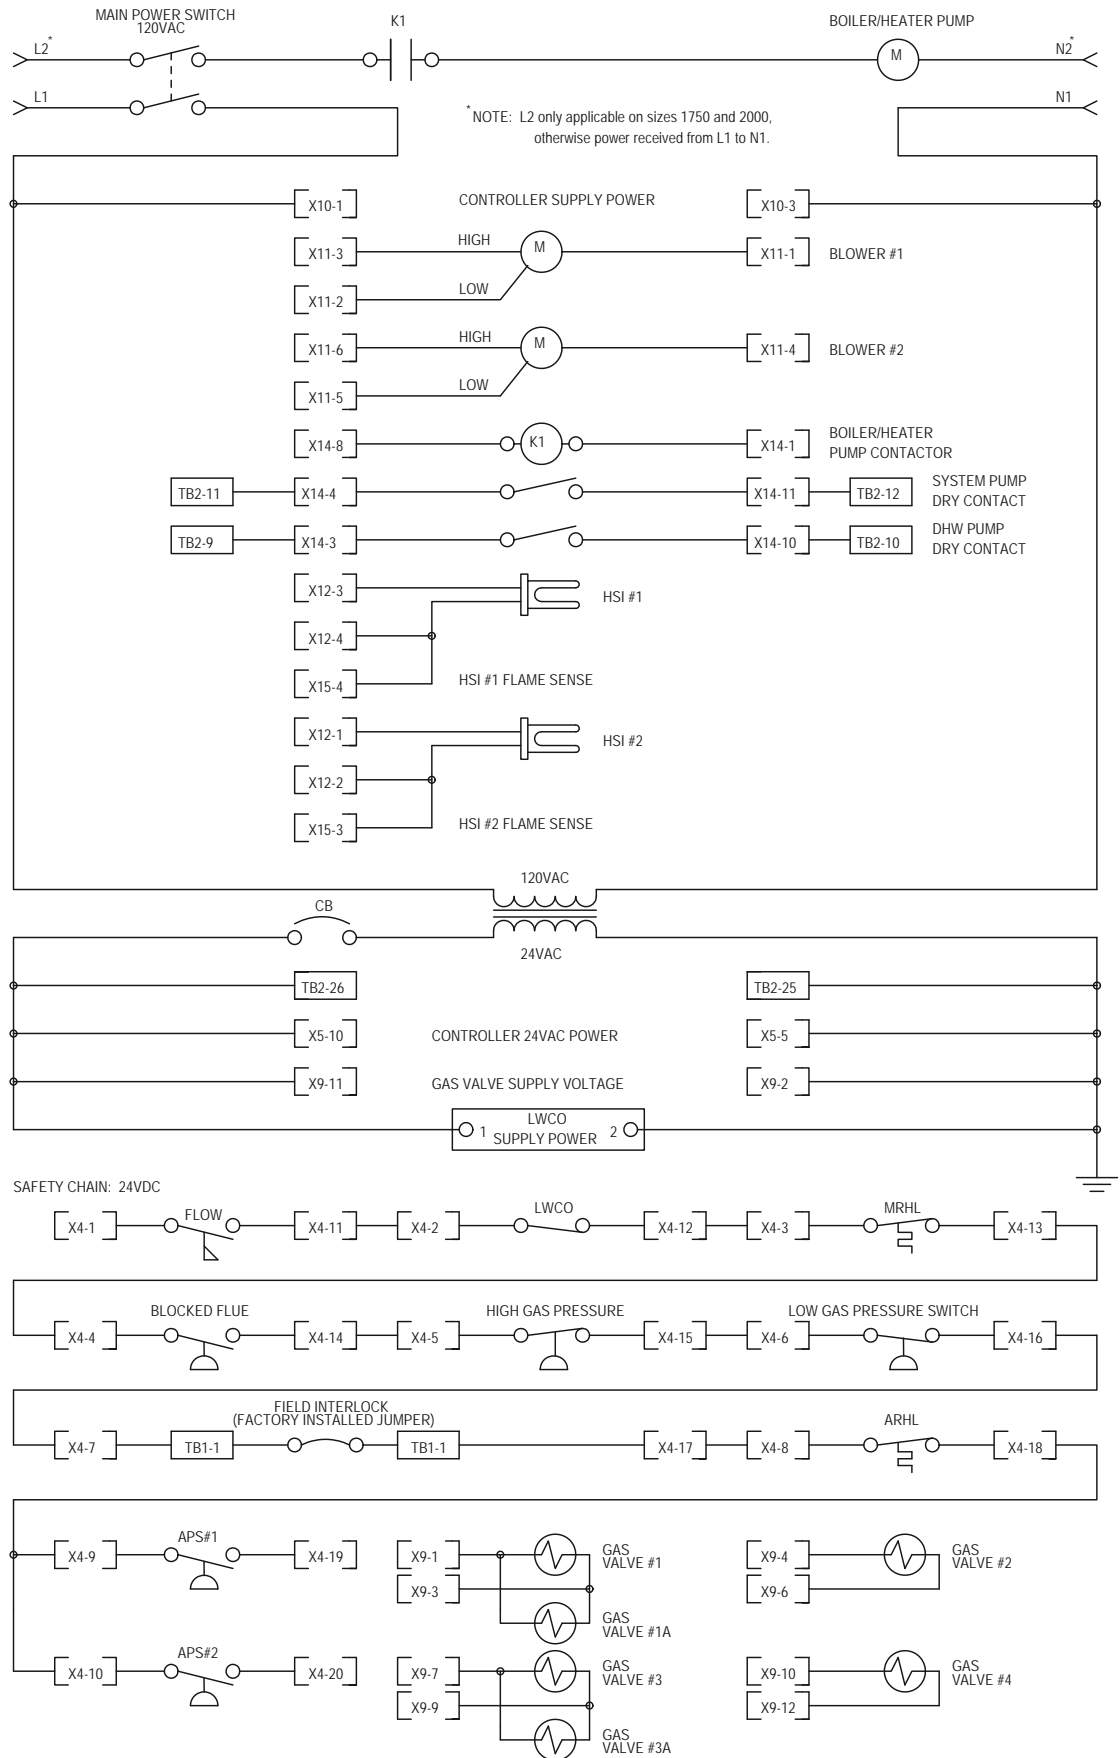 MAIN POWER SWITCH
120VAC
K1
BOILER/HEATER PUMP
L2*
M
N2*
L1
N1
*NOTE: L2 only applicable on sizes 1750 and 2000,
otherwise power received from L1 to N1.
X10-1 CONTROLLER SUPPLY POWER X10-3
X11-3 HIGH M X11-1 BLOWER #1
X11-2 LOW
X11-6 HIGH M X11-4 BLOWER #2
X11-5 LOW
X14-8 K1 X14-1 BOILER/HEATER
PUMP CONTACTOR
TB2-11 X14-4 X14-11 TB2-12 SYSTEM PUMP
DRY CONTACT
TB2-9 X14-3 X14-10 TB2-10 DHW PUMP
DRY CONTACT
X12-3 HSI #1
X12-4
X15-4 HSI #1 FLAME SENSE
X12-1 HSI #2
X12-2
X15-3 HSI #2 FLAME SENSE
120VAC
CB
24VAC
TB2-26 TB2-25
X5-10 CONTROLLER 24VAC POWER X5-5
X9-11 GAS VALVE SUPPLY VOLTAGE X9-2
1 LWCO
SUPPLY POWER 2
SAFETY CHAIN: 24VDC
X4-1 FLOW X4-11 X4-2 LWCO X4-12 X4-3 MRHL X4-13
BLOCKED FLUE HIGH GAS PRESSURE LOW GAS PRESSURE SWITCH
X4-4 X4-14 X4-5 X4-15 X4-6 X4-16
FIELD INTERLOCK
(FACTORY INSTALLED JUMPER) ARHL
X4-7 TB1-1 TB1-1 X4-17 X4-8 X4-18
APS#1
X4-9 X4-19 X9-1 GAS
VALVE #1 X9-4 GAS
VALVE #2
X9-3 X9-6
GAS
VALVE #1A
APS#2
X4-10 X4-20 X9-7 GAS
VALVE #3 X9-10 GAS
VALVE #4
X9-9 X9-12
GAS
VALVE #3A